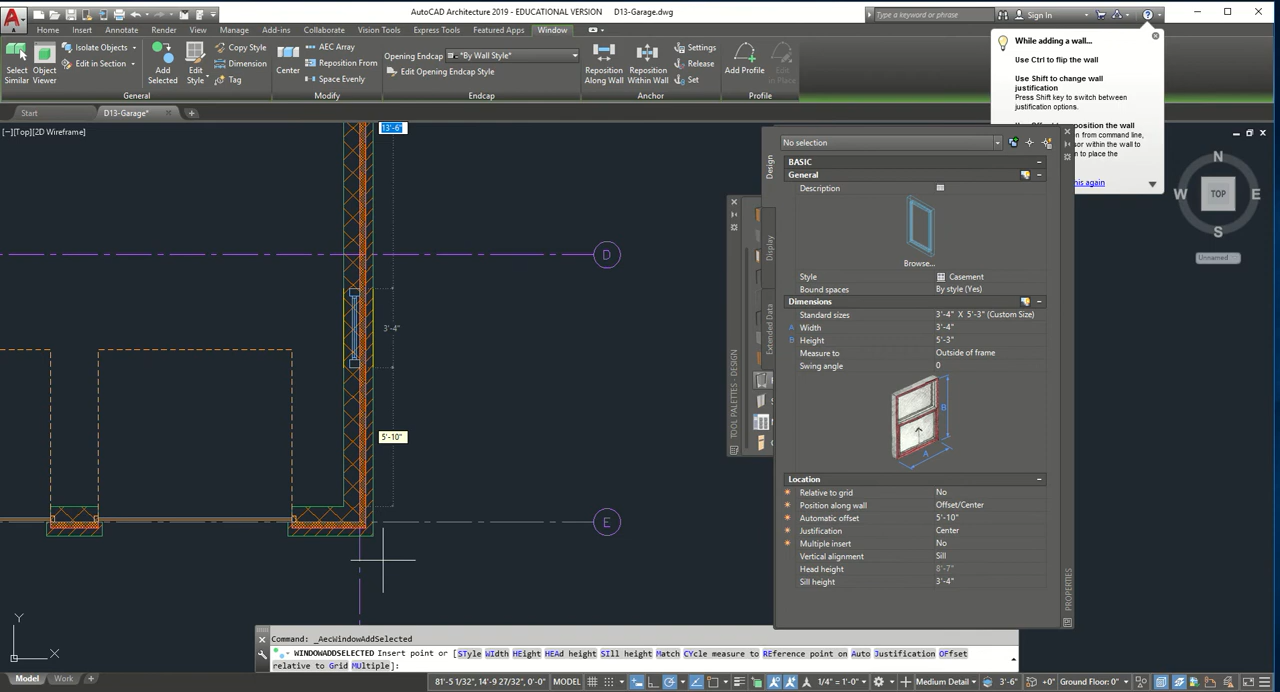 AutoCAD Architecture 2019 - EDUCATIONAL VERSION D13-Garage.dwg
Type a keyword or phrase
Sign In
Home Insert Annotate Render View Manage Add-ins Collaborate Vision Tools Express Tools Featured Apps Window
Select Similar
Object Viewer
Isolate Objects
Edit in Section
Add Selected
Edit Style
Copy Style
Dimension
Tag
General
Center
AEC Array
Reposition From
Space Evenly
Modify
Opening Endcap "By Wall Style"
Edit Opening Endcap Style
Endcap
Reposition Along Wall
Reposition Within Wall
Settings
Release
Set
Anchor
Add Profile
Edit In Place
Profile
While adding a wall...
Use Ctrl to flip the wall
Use Shift to change wall
justification
Press Shift key to switch between
justification options.
Start D13-Garage*
[−][Top][2D Wireframe]
13'-6"
D
3'-4"
5'-10"
E
N
W TOP E
S
Unnamed
TOOL PALETTES - DESIGN
Design
Display
Extended Data
PROPERTIES
No selection
BASIC
General
Description
Browse...
Style Casement
Bound spaces By style (Yes)
Dimensions
Standard sizes 3'-4" X 5'-3" (Custom Size)
A Width 3'-4"
B Height 5'-3"
Measure to Outside of frame
Swing angle 0
B
A
Location
Relative to grid No
Position along wall Offset/Center
Automatic offset 5'-10"
Justification Center
Multiple insert No
Vertical alignment Sill
Head height 8'-7"
Sill height 3'-4"
Y
X
Command: _AecWindowAddSelected
WINDOWADDSELECTED Insert point or [STyle WIdth HEight HEAd height SIll height Match CYcle measure to REference point on Auto Justification OFfset
relative to Grid MUltiple]:
Model Work
81'-5 1/32", 14'-9 27/32", 0'-0" MODEL 1/4" = 1'-0" Medium Detail 3'-6" +0" Ground Floor: 0"